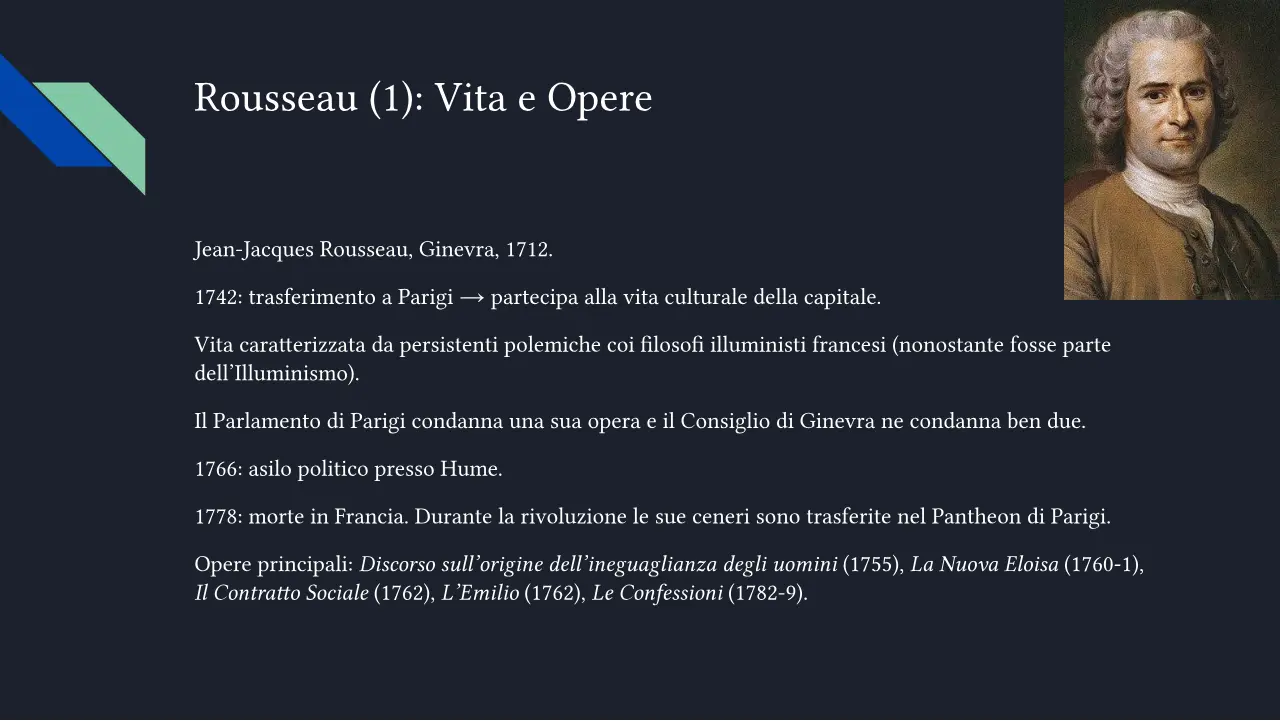 Rousseau (1): Vita e Opere
Jean-Jacques Rousseau, Ginevra, 1712.
1742: trasferimento a Parigi → partecipa alla vita culturale della capitale.
Vita caratterizzata da persistenti polemiche coi filosofi illuministi francesi (nonostante fosse parte
dell’Illuminismo).
Il Parlamento di Parigi condanna una sua opera e il Consiglio di Ginevra ne condanna ben due.
1766: asilo politico presso Hume.
1778: morte in Francia. Durante la rivoluzione le sue ceneri sono trasferite nel Pantheon di Parigi.
Opere principali: Discorso sull’origine dell’ineguaglianza degli uomini (1755), La Nuova Eloisa (1760-1),
Il Contratto Sociale (1762), L’Emilio (1762), Le Confessioni (1782-9).